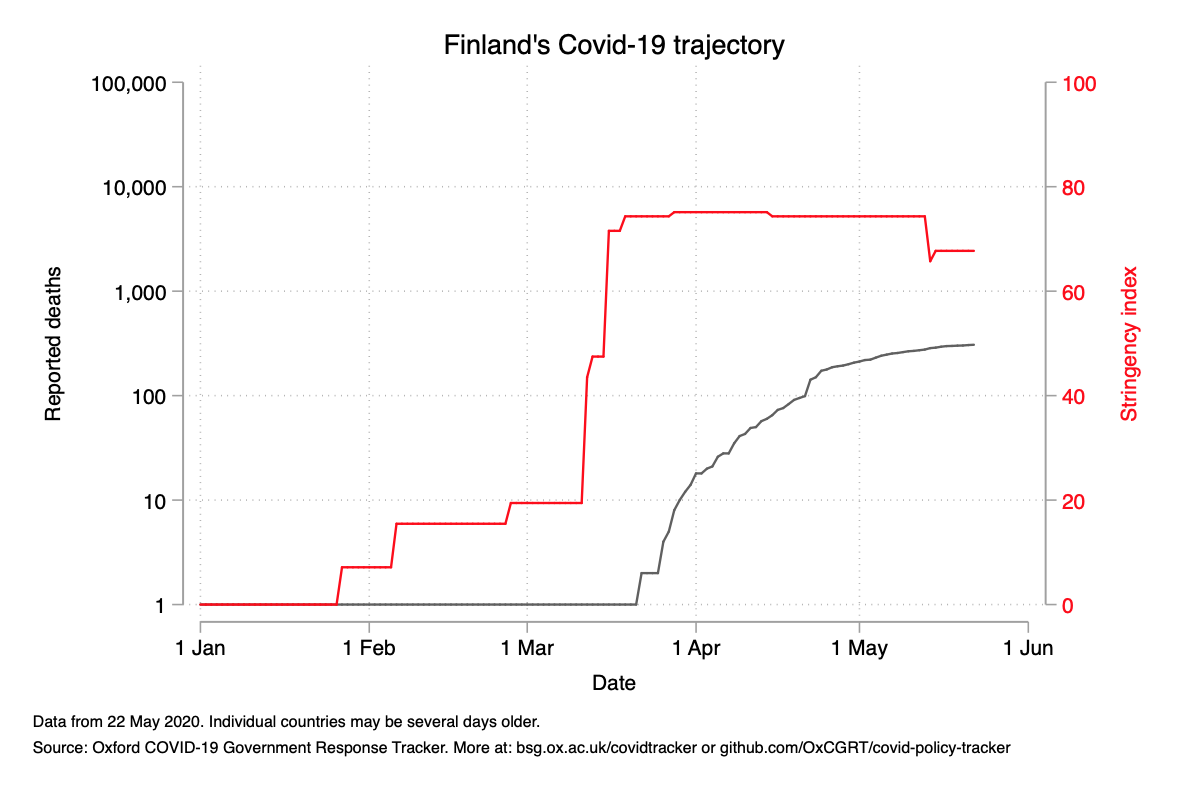 Finland's Covid-19 trajectory
100,000
10,000
1,000
100
10
1
Reported deaths
100
80
60
40
20
0
Stringency index
1 Jan
1 Feb
1 Mar
1 Apr
1 May
1 Jun
Date
Data from 22 May 2020. Individual countries may be several days older.
Source: Oxford COVID-19 Government Response Tracker. More at: bsg.ox.ac.uk/covidtracker or github.com/OxCGRT/covid-policy-tracker